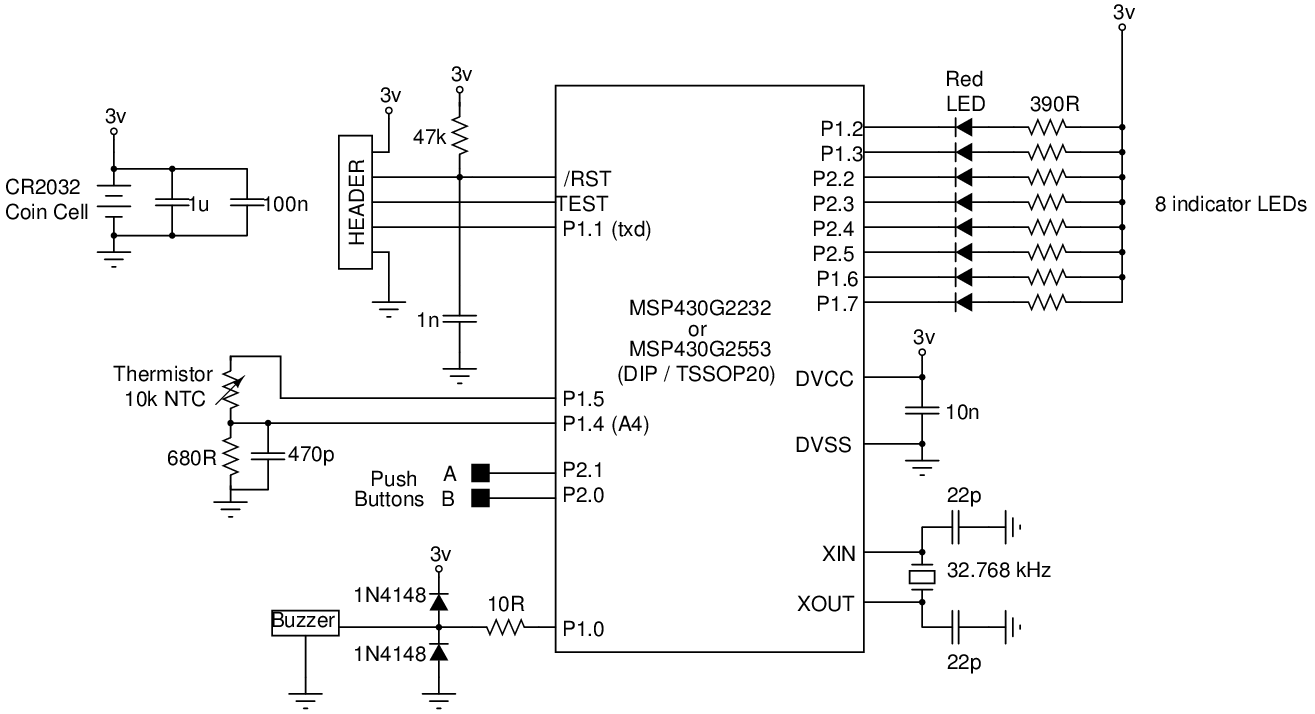 3v
CR2032
Coin Cell
1u
100n
3v
HEADER
3v
47k
1n
/RST
TEST
P1.1 (txd)
MSP430G2232
or
MSP430G2553
(DIP / TSSOP20)
Thermistor
10k NTC
680R
470p
P1.5
P1.4 (A4)
Push
Buttons
A
B
P2.1
P2.0
3v
1N4148
1N4148
Buzzer
10R
P1.0
3v
Red
LED
390R
P1.2
P1.3
P2.2
P2.3
P2.4
P2.5
P1.6
P1.7
8 indicator LEDs
3v
DVCC
10n
DVSS
22p
XIN
32.768 kHz
XOUT
22p